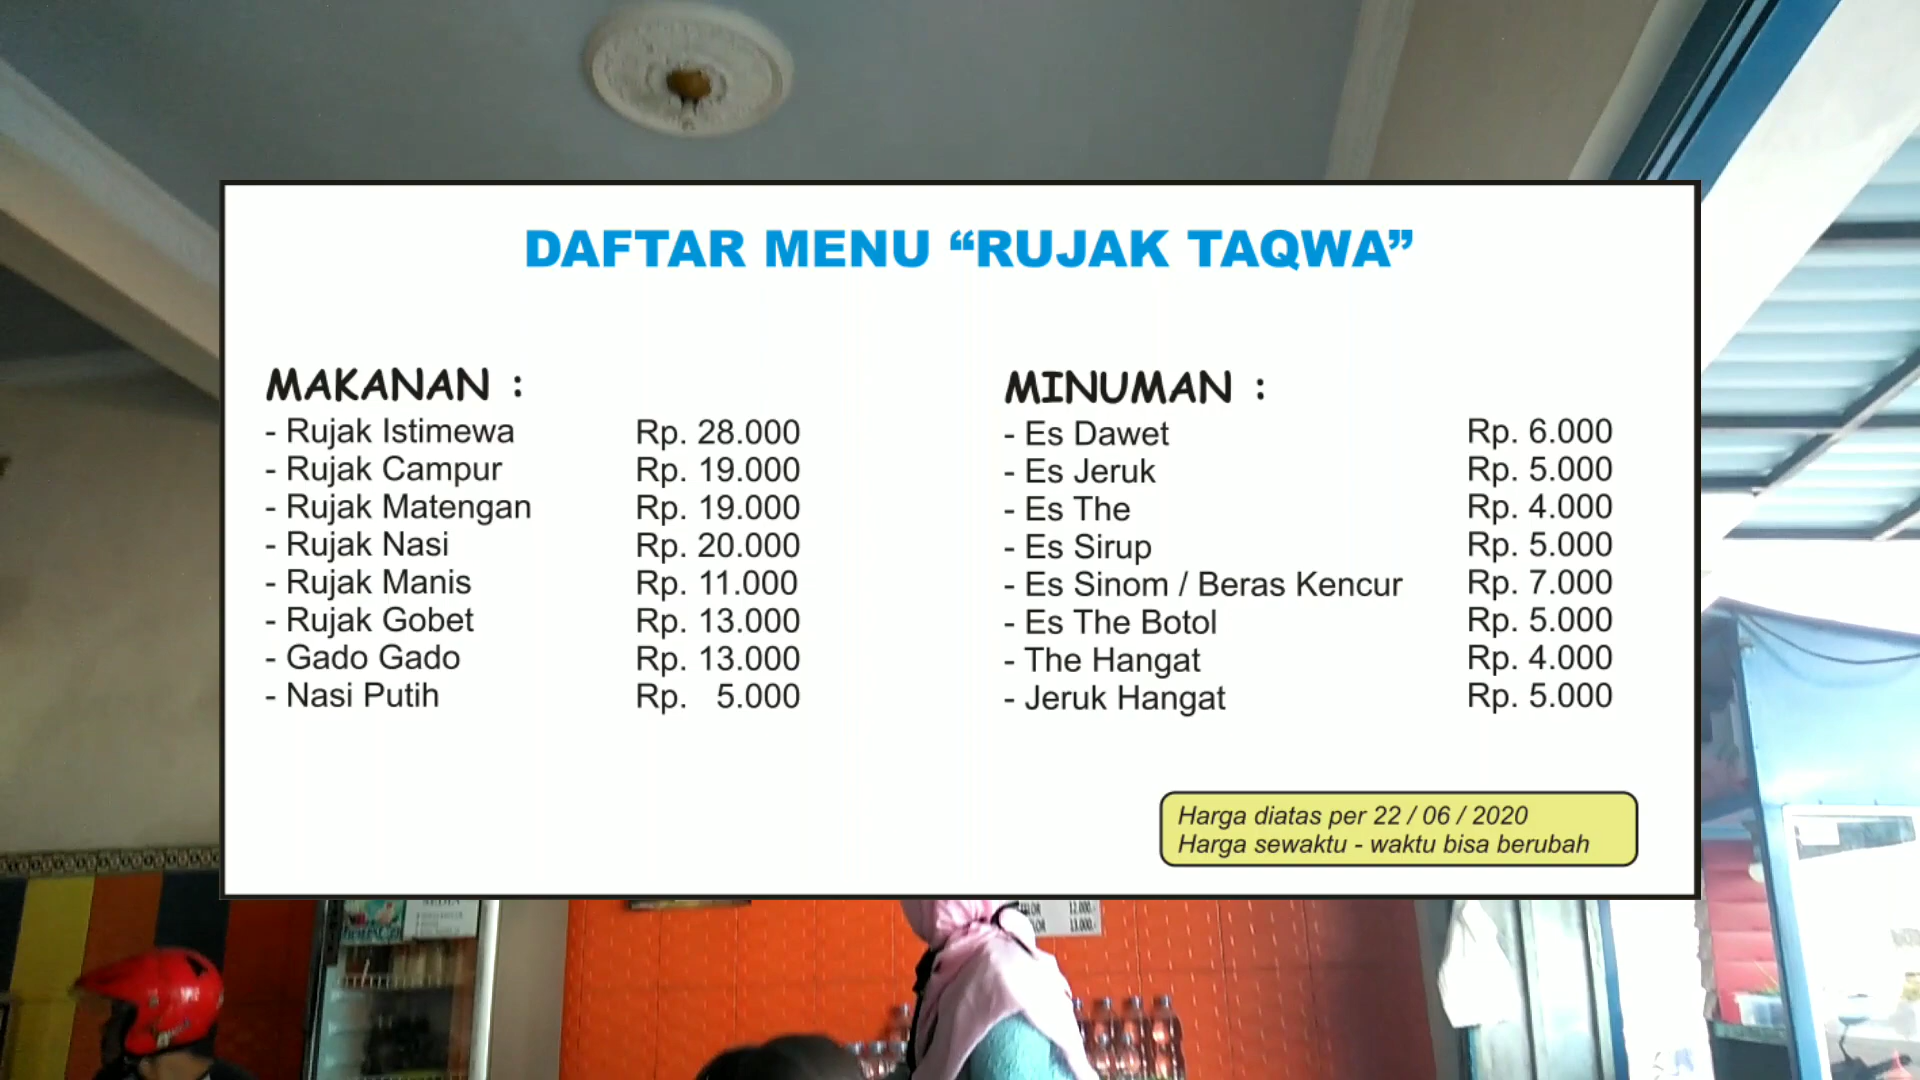 DAFTAR MENU “RUJAK TAQWA”
MAKANAN :
- Rujak Istimewa Rp. 28.000
- Rujak Campur Rp. 19.000
- Rujak Matengan Rp. 19.000
- Rujak Nasi Rp. 20.000
- Rujak Manis Rp. 11.000
- Rujak Gobet Rp. 13.000
- Gado Gado Rp. 13.000
- Nasi Putih Rp. 5.000
MINUMAN :
- Es Dawet Rp. 6.000
- Es Jeruk Rp. 5.000
- Es The Rp. 4.000
- Es Sirup Rp. 5.000
- Es Sinom / Beras Kencur Rp. 7.000
- Es The Botol Rp. 5.000
- The Hangat Rp. 4.000
- Jeruk Hangat Rp. 5.000
Harga diatas per 22 / 06 / 2020
Harga sewaktu - waktu bisa berubah
12.000
13.000